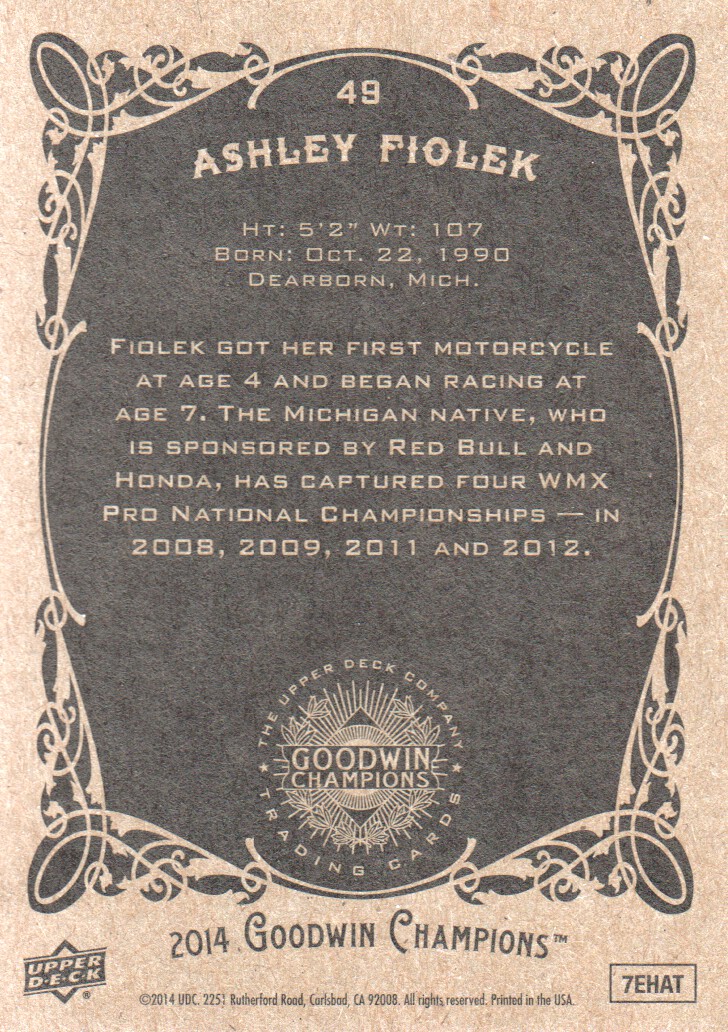 49
ASHLEY FIOLEK
HT: 5'2" WT: 107
BORN: OCT. 22, 1990
DEARBORN, MICH.
FIOLEK GOT HER FIRST MOTORCYCLE
AT AGE 4 AND BEGAN RACING AT
AGE 7. THE MICHIGAN NATIVE, WHO
IS SPONSORED BY RED BULL AND
HONDA, HAS CAPTURED FOUR WMX
PRO NATIONAL CHAMPIONSHIPS — IN
2008, 2009, 2011 AND 2012.
THE UPPER DECK COMPANY
GOODWIN
CHAMPIONS
TRADING CARDS
2014 GOODWIN CHAMPIONS™
UPPER
D•E•C•K
®
©2014 UDC. 2251 Rutherford Road, Carlsbad, CA 92008. All rights reserved. Printed in the USA.
7EHAT